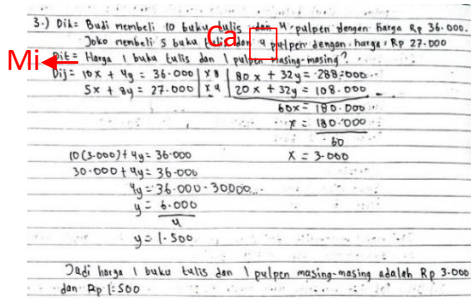 3.) Dik = Budi membeli 10 buku tulis dan 4 pulpen dengan harga Rp 36.000.
Ca
Joko membeli 5 buku tulis dan 4 pulpen dengan harga : Rp 27.000
Mi
Dit = Harga 1 buku tulis dan 1 pulpen masing-masing?
Dij = 10x + 4y = 36.000 | x 8 | 80x + 32y = 288.000
5x + 8y = 27.000 | x 4 | 20x + 32y = 108.000
60x = 180.000
x = 180.000
60
x = 3.000
10(3.000) + 4y = 36.000
30.000 + 4y = 36.000
4y = 36.000 - 30.000
y = 6.000
4
y = 1.500
Jadi harga 1 buku tulis dan 1 pulpen masing-masing adalah Rp 3.000
dan Rp 1.500